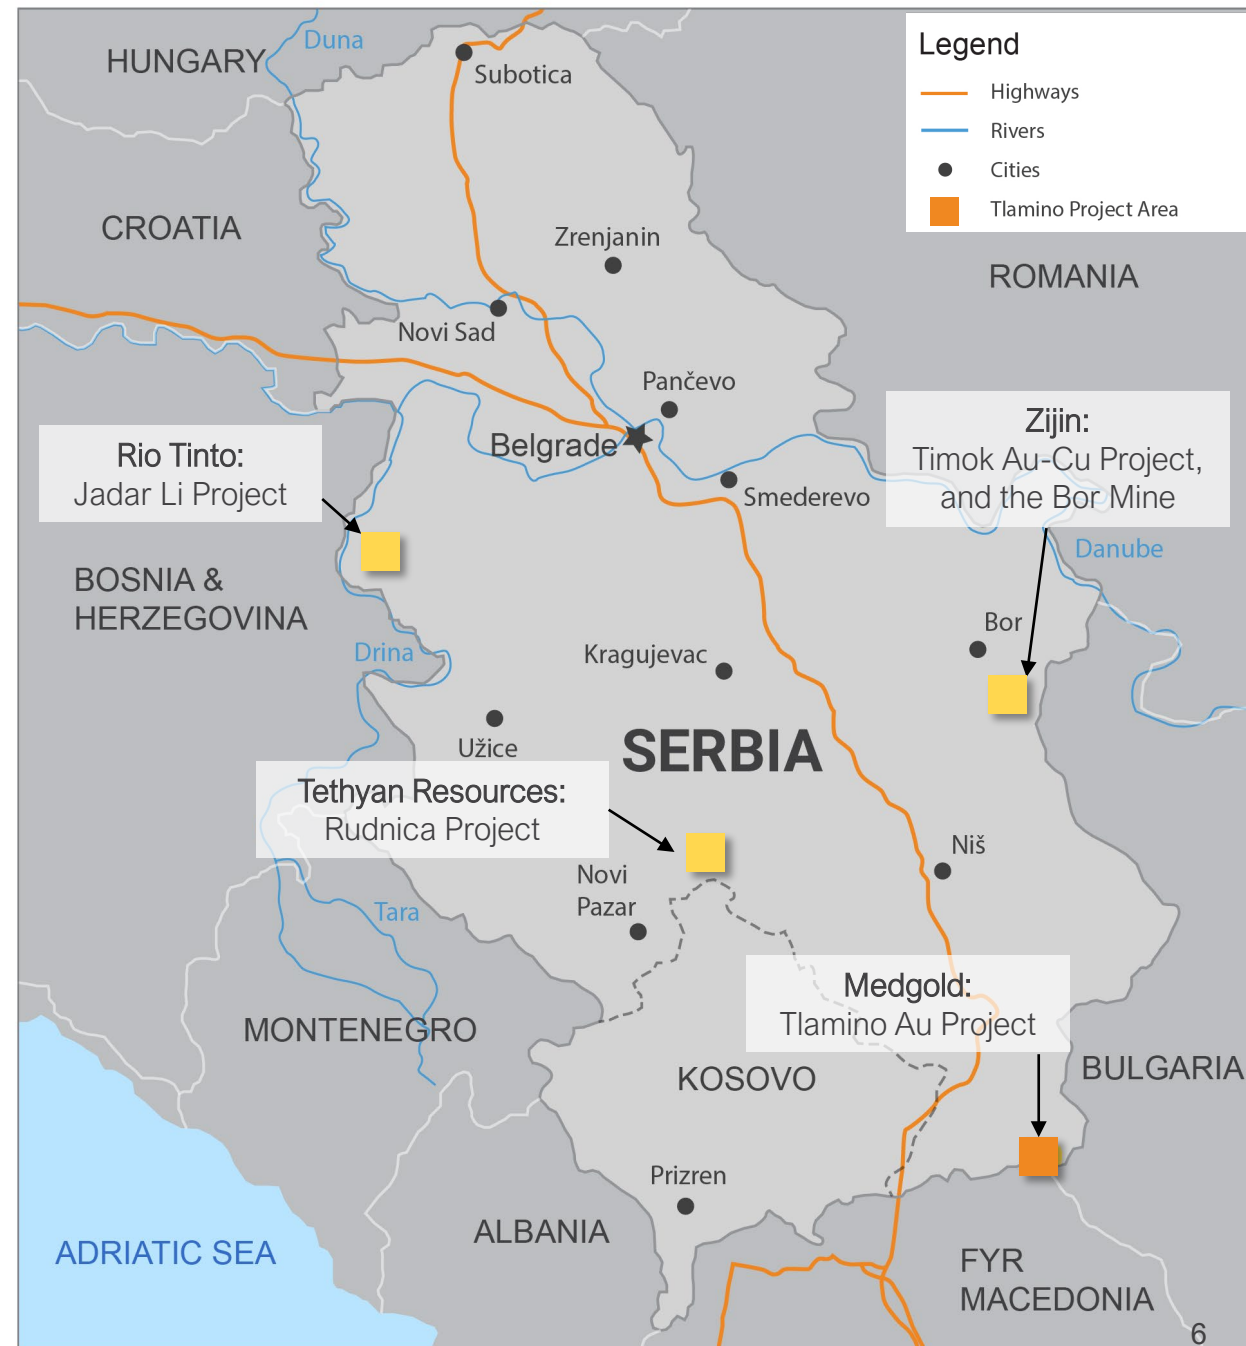 HUNGARY
Duna
Subotica
Legend
Highways
Rivers
Cities
Tlamino Project Area
CROATIA
Zrenjanin
ROMANIA
Novi Sad
Pančevo
Belgrade
Smederevo
Rio Tinto:
Jadar Li Project
Zijin:
Timok Au-Cu Project,
and the Bor Mine
Danube
BOSNIA &
HERZEGOVINA
Drina
Bor
Kragujevac
Užice
SERBIA
Tethyan Resources:
Rudnica Project
Niš
Novi
Pazar
Tara
Medgold:
Tlamino Au Project
MONTENEGRO
KOSOVO
BULGARIA
Prizren
ALBANIA
ADRIATIC SEA
FYR
MACEDONIA
6